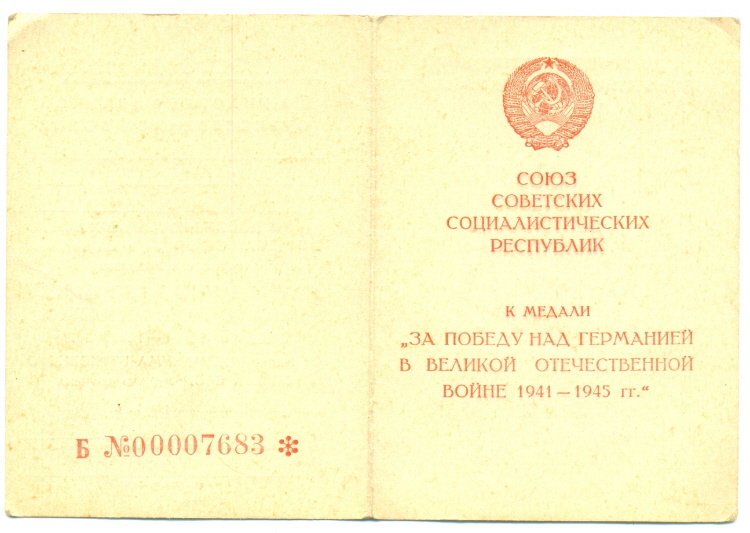 СОЮЗ
СОВЕТСКИХ
СОЦИАЛИСТИЧЕСКИХ
РЕСПУБЛИК
К МЕДАЛИ
„ЗА ПОБЕДУ НАД ГЕРМАНИЕЙ
В ВЕЛИКОЙ ОТЕЧЕСТВЕННОЙ
ВОЙНЕ 1941—1945 гг.“
Б №00007683 *